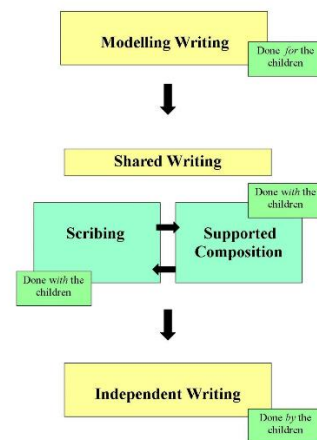 Modelling Writing
Done for the
children
Shared Writing
Done with the
children
Scribing
Supported
Composition
Done with the
children
Independent Writing
Done by the
children